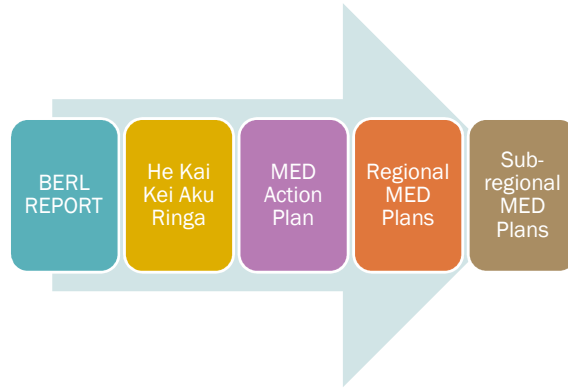 BERL
REPORT
He Kai
Kei Aku
Ringa
MED
Action
Plan
Regional
MED
Plans
Sub-
regional
MED
Plans